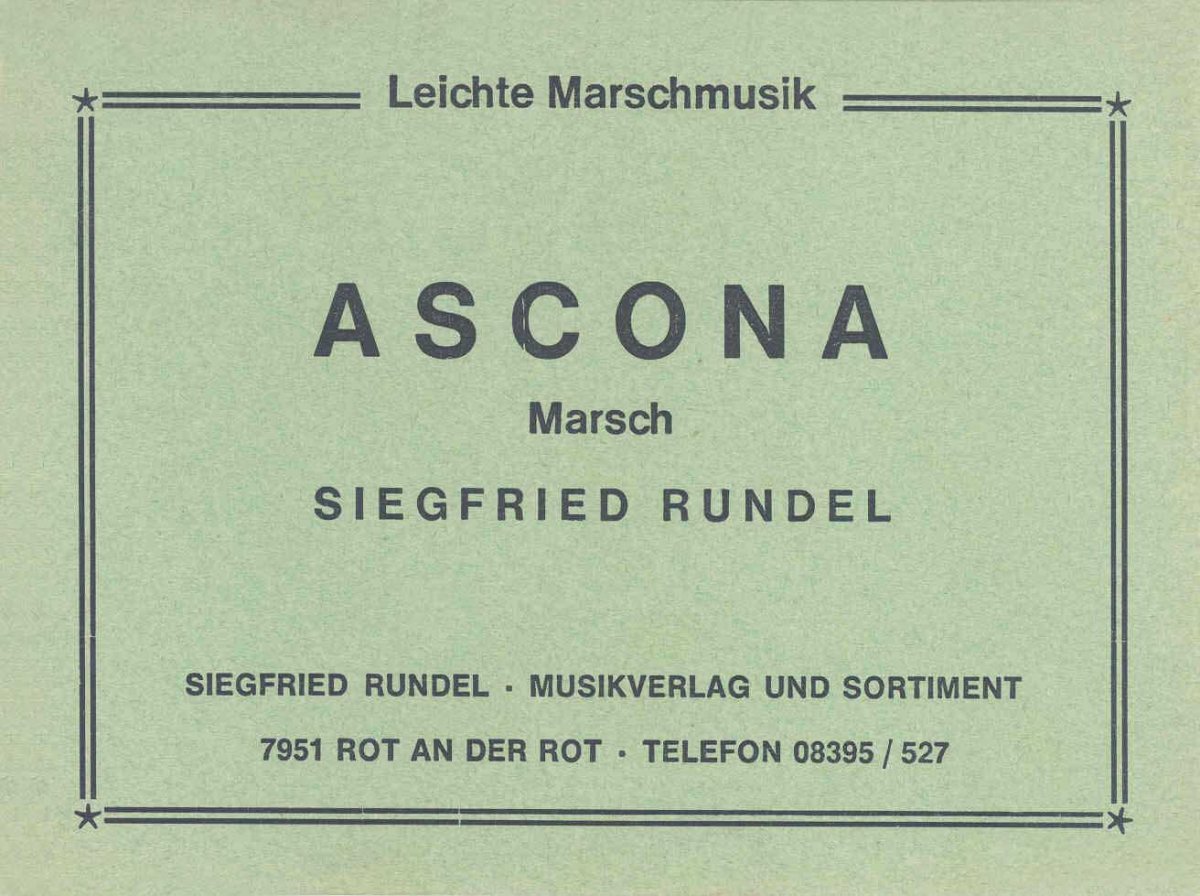 Leichte Marschmusik
ASCONA
Marsch
SIEGFRIED RUNDEL
SIEGFRIED RUNDEL · MUSIKVERLAG UND SORTIMENT
7951 ROT AN DER ROT · TELEFON 08395 / 527